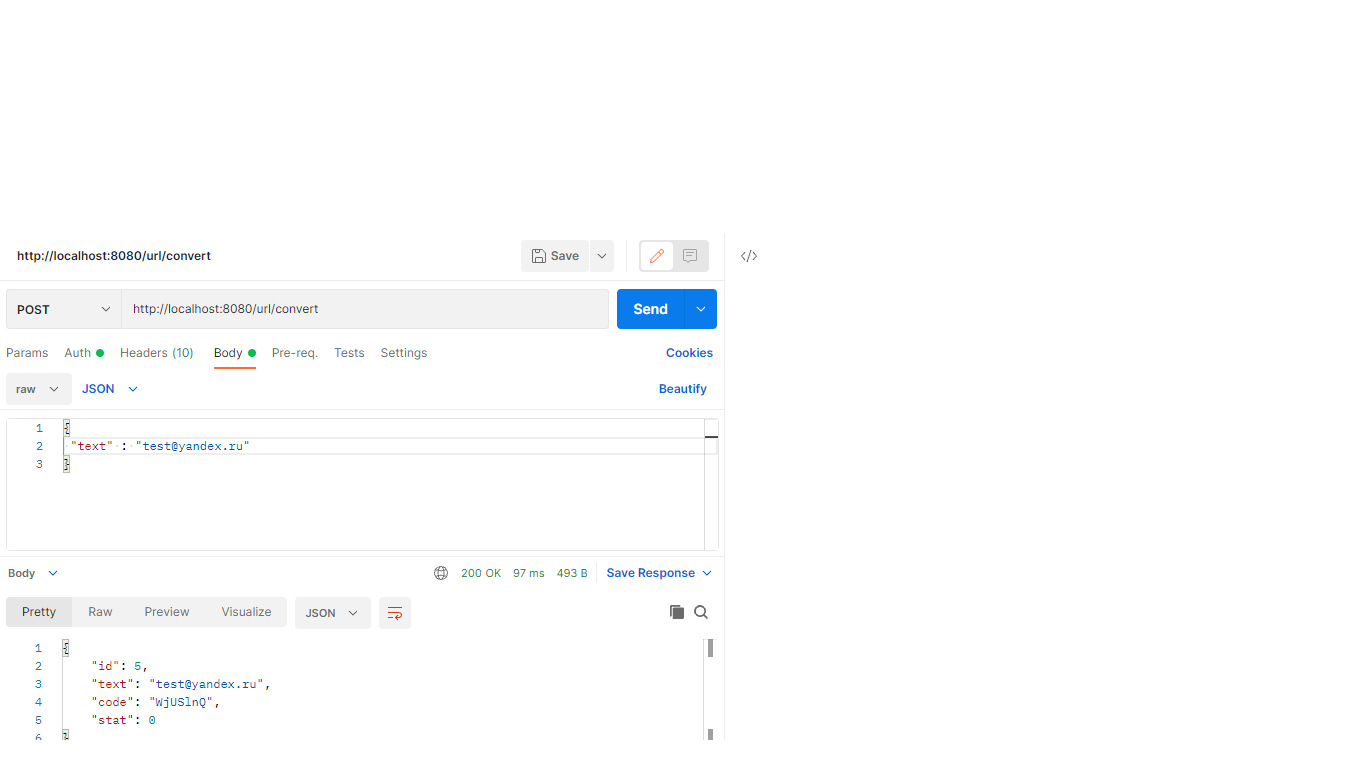 http://localhost:8080/url/convert Save
POST http://localhost:8080/url/convert Send
Params Auth Headers (10) Body Pre-req. Tests Settings Cookies
raw JSON Beautify
1 {
2 "text" : "test@yandex.ru"
3 }
Body 200 OK 97 ms 493 B Save Response
Pretty Raw Preview Visualize JSON
1 {
2 "id": 5,
3 "text": "test@yandex.ru",
4 "code": "WjUSlnQ",
5 "stat": 0
6 }